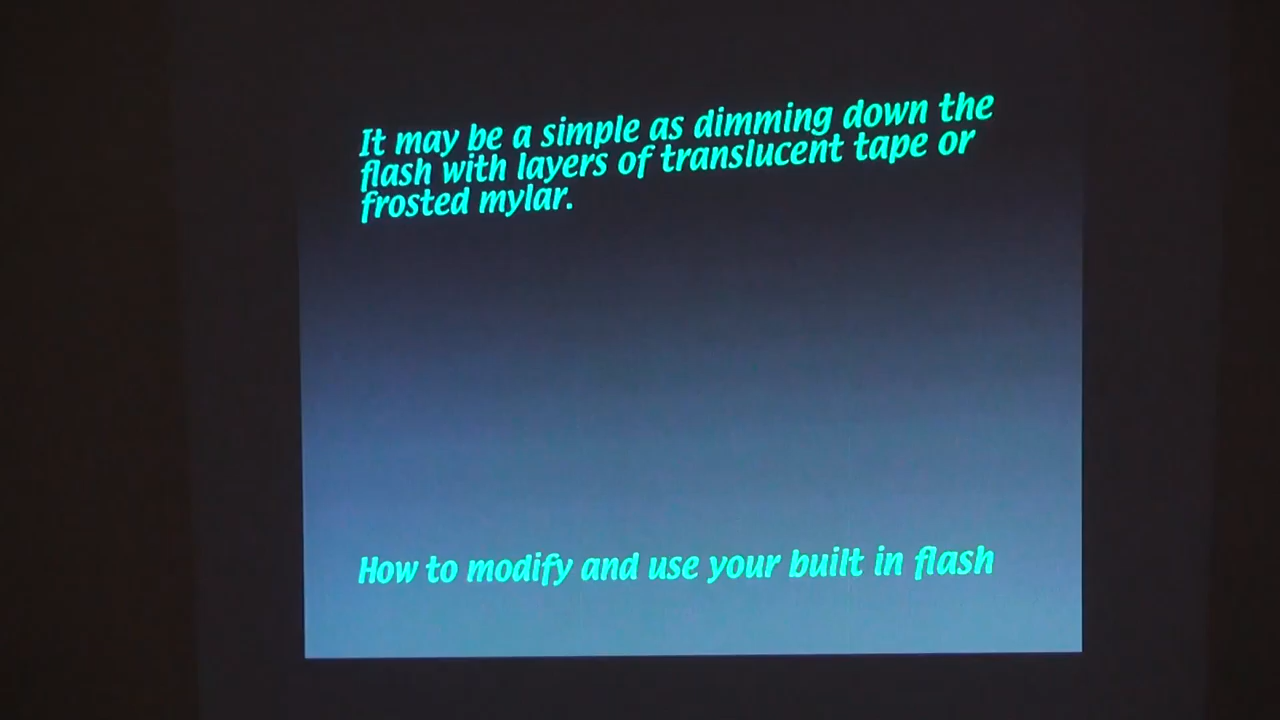 It may be a simple as dimming down the
flash with layers of translucent tape or
frosted mylar.
How to modify and use your built in flash